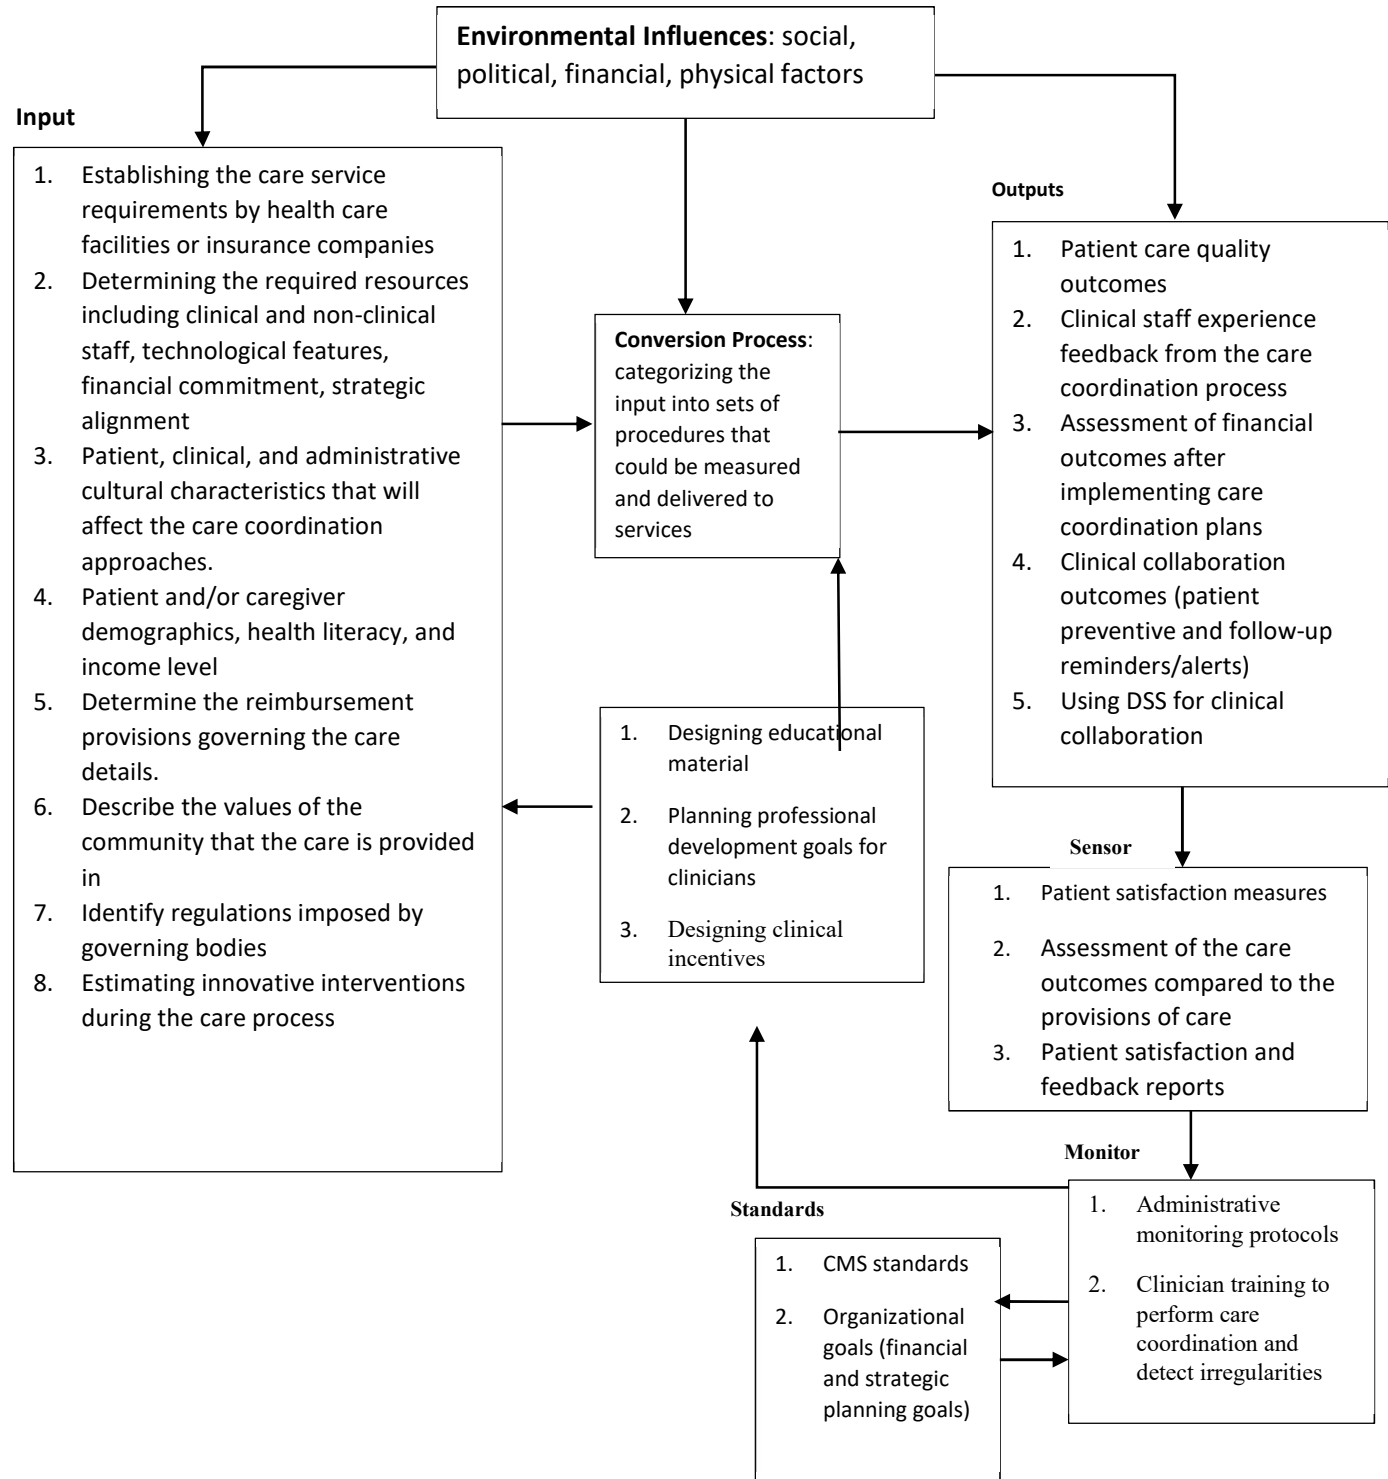 Environmental Influences: social,
political, financial, physical factors
Input
1. Establishing the care service
requirements by health care
facilities or insurance companies
2. Determining the required resources
including clinical and non-clinical
staff, technological features,
financial commitment, strategic
alignment
3. Patient, clinical, and administrative
cultural characteristics that will
affect the care coordination
approaches.
4. Patient and/or caregiver
demographics, health literacy, and
income level
5. Determine the reimbursement
provisions governing the care
details.
6. Describe the values of the
community that the care is provided
in
7. Identify regulations imposed by
governing bodies
8. Estimating innovative interventions
during the care process
Conversion Process:
categorizing the
input into sets of
procedures that
could be measured
and delivered to
services
Outputs
1. Patient care quality
outcomes
2. Clinical staff experience
feedback from the care
coordination process
3. Assessment of financial
outcomes after
implementing care
coordination plans
4. Clinical collaboration
outcomes (patient
preventive and follow-up
reminders/alerts)
5. Using DSS for clinical
collaboration
1. Designing educational
material
2. Planning professional
development goals for
clinicians
3. Designing clinical
incentives
Sensor
1. Patient satisfaction measures
2. Assessment of the care
outcomes compared to the
provisions of care
3. Patient satisfaction and
feedback reports
Monitor
1. Administrative
monitoring protocols
2. Clinician training to
perform care
coordination and
detect irregularities
Standards
1. CMS standards
2. Organizational
goals (financial
and strategic
planning goals)